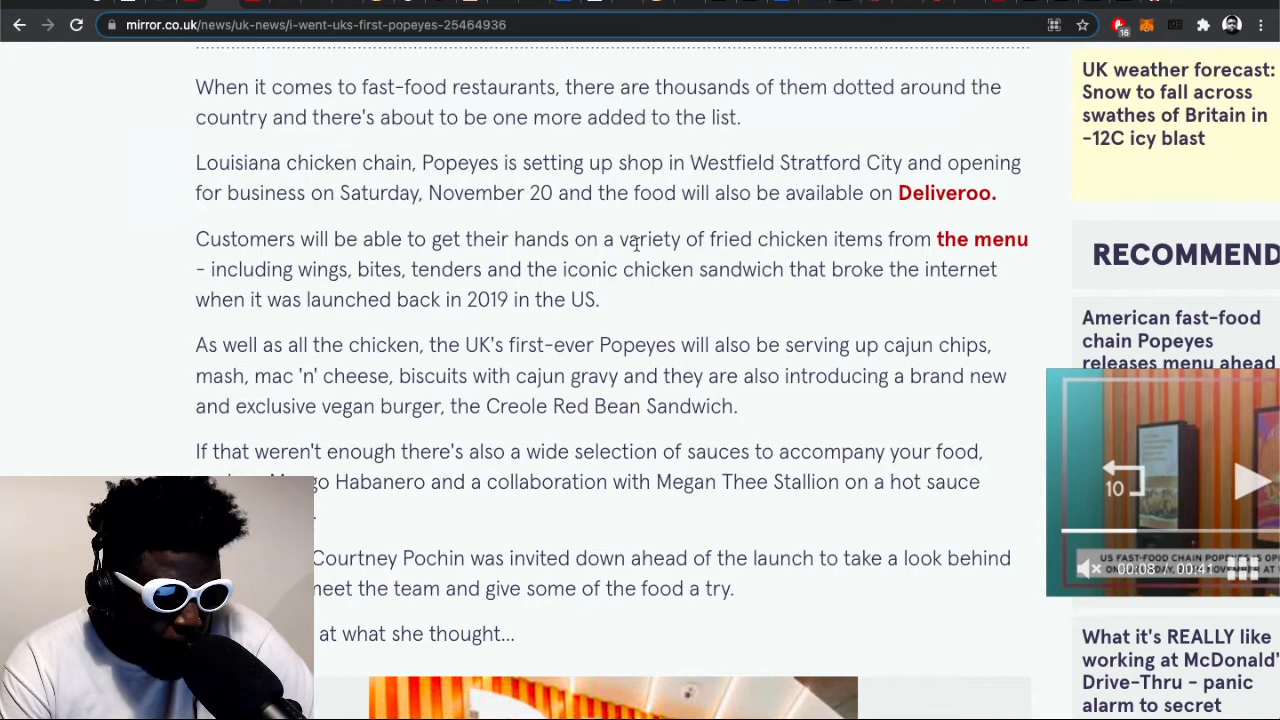 mirror.co.uk/news/uk-news/i-went-uks-first-popeyes-25464936
16
When it comes to fast-food restaurants, there are thousands of them dotted around the
country and there's about to be one more added to the list.
Louisiana chicken chain, Popeyes is setting up shop in Westfield Stratford City and opening
for business on Saturday, November 20 and the food will also be available on Deliveroo.
Customers will be able to get their hands on a variety of fried chicken items from the menu
- including wings, bites, tenders and the iconic chicken sandwich that broke the internet
when it was launched back in 2019 in the US.
As well as all the chicken, the UK's first-ever Popeyes will also be serving up cajun chips,
mash, mac 'n' cheese, biscuits with cajun gravy and they are also introducing a brand new
and exclusive vegan burger, the Creole Red Bean Sandwich.
If that weren't enough there's also a wide selection of sauces to accompany your food,
Habanero and a collaboration with Megan Thee Stallion on a hot sauce
Courtney Pochin was invited down ahead of the launch to take a look behind
meet the team and give some of the food a try.
at what she thought...
UK weather forecast:
Snow to fall across
swathes of Britain in
-12C icy blast
RECOMMEND
American fast-food
chain Popeyes
releases menu ahead
10
US FAST-FOOD CHAIN POPEYES IS OP
00:08 / 00:41
What it's REALLY like
working at McDonald'
Drive-Thru - panic
alarm to secret